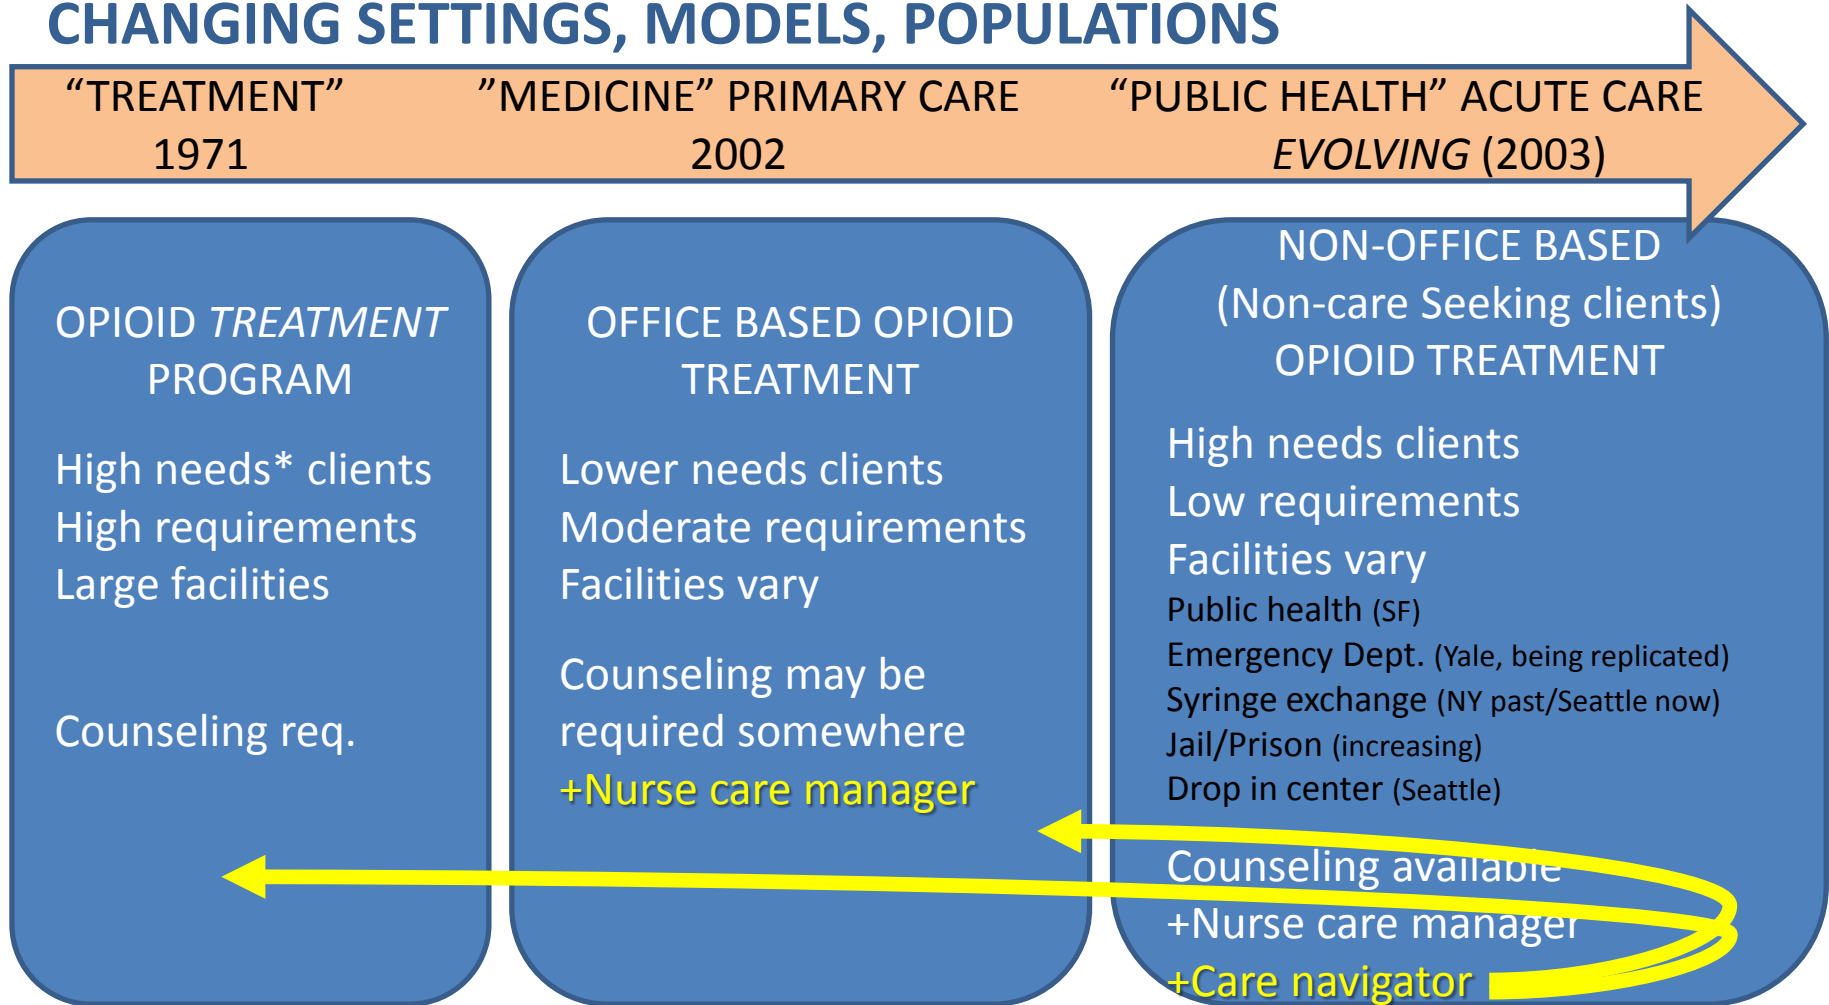 CHANGING SETTINGS, MODELS, POPULATIONS
“TREATMENT”
1971
”MEDICINE” PRIMARY CARE
2002
“PUBLIC HEALTH” ACUTE CARE
EVOLVING (2003)
OPIOID TREATMENT
PROGRAM
High needs* clients
High requirements
Large facilities
Counseling req.
OFFICE BASED OPIOID
TREATMENT
Lower needs clients
Moderate requirements
Facilities vary
Counseling may be
required somewhere
+Nurse care manager
NON-OFFICE BASED
(Non-care Seeking clients)
OPIOID TREATMENT
High needs clients
Low requirements
Facilities vary
Public health (SF)
Emergency Dept. (Yale, being replicated)
Syringe exchange (NY past/Seattle now)
Jail/Prison (increasing)
Drop in center (Seattle)
Counseling available
+Nurse care manager
+Care navigator